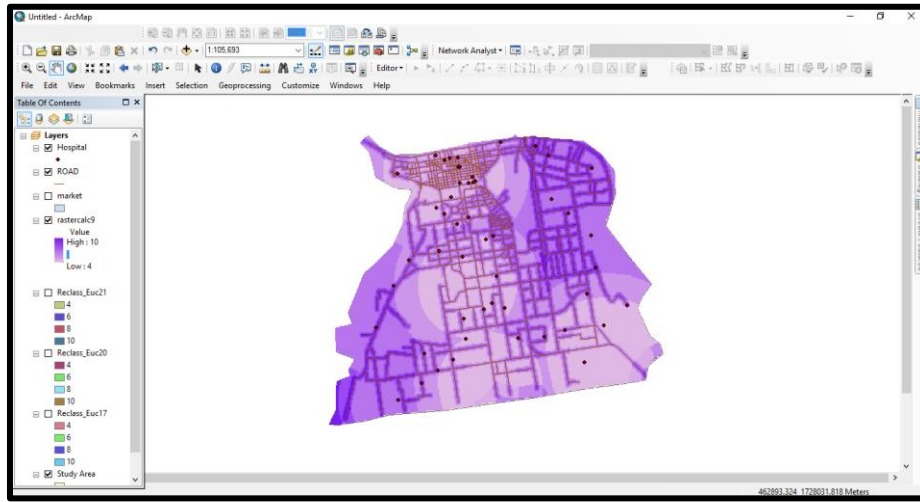 Untitled - ArcMap
1:105.693
Network Analyst
Editor
File Edit View Bookmarks Insert Selection Geoprocessing Customize Windows Help
Table Of Contents
Layers
Hospital
ROAD
market
rastercalc9
Value
High : 10
Low : 4
Reclass_Euc21
4
6
8
10
Reclass_Euc20
4
6
8
10
Reclass_Euc17
4
6
8
10
Study Area
462893.324 1728031.818 Meters